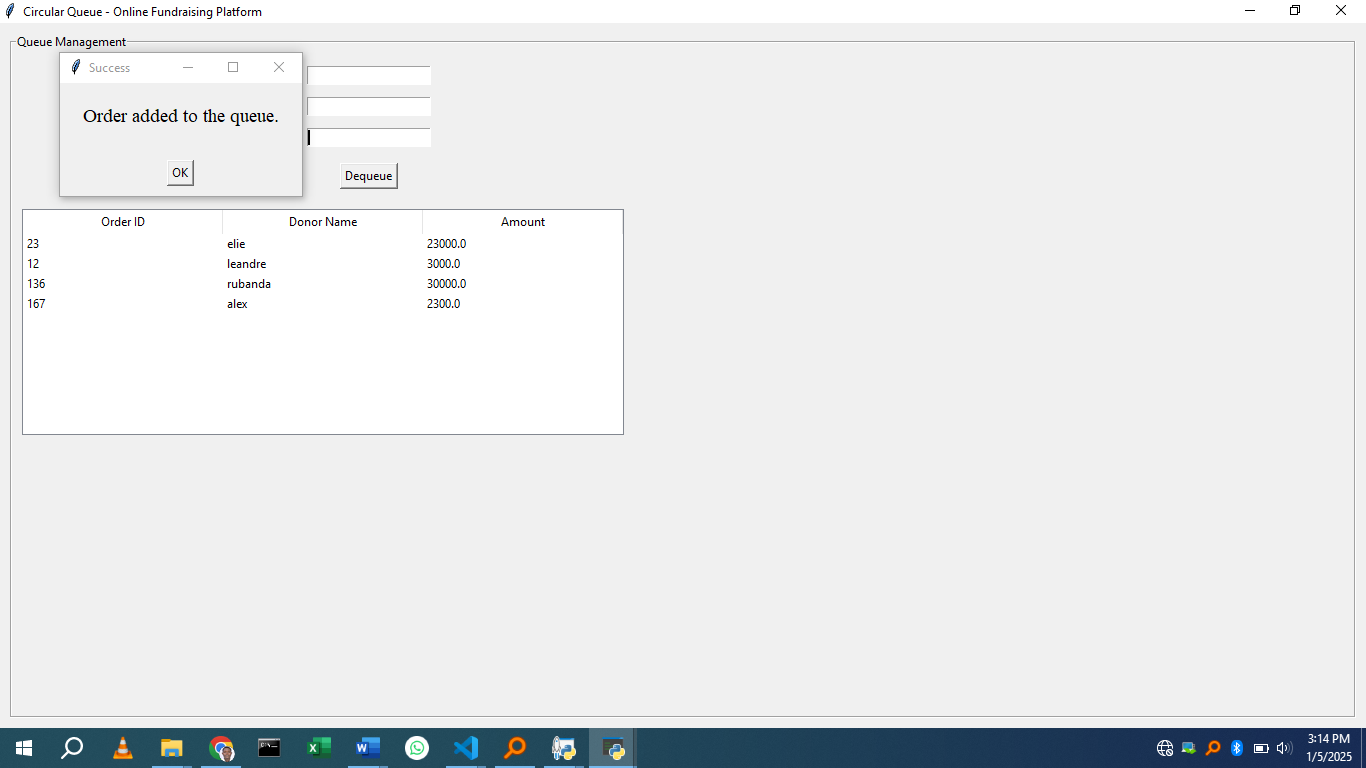 Circular Queue - Online Fundraising Platform
Queue Management
Success
Order added to the queue.
OK
Dequeue
Order ID Donor Name Amount
23 elie 23000.0
12 leandre 3000.0
136 rubanda 30000.0
167 alex 2300.0
3:14 PM
1/5/2025